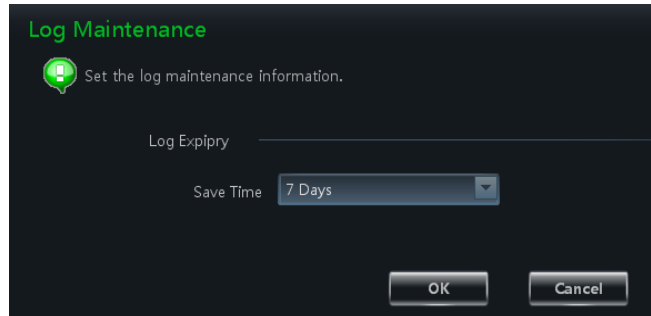 Log Maintenance
Set the log maintenance information.
Log Expipry
Save Time 7 Days
OK Cancel